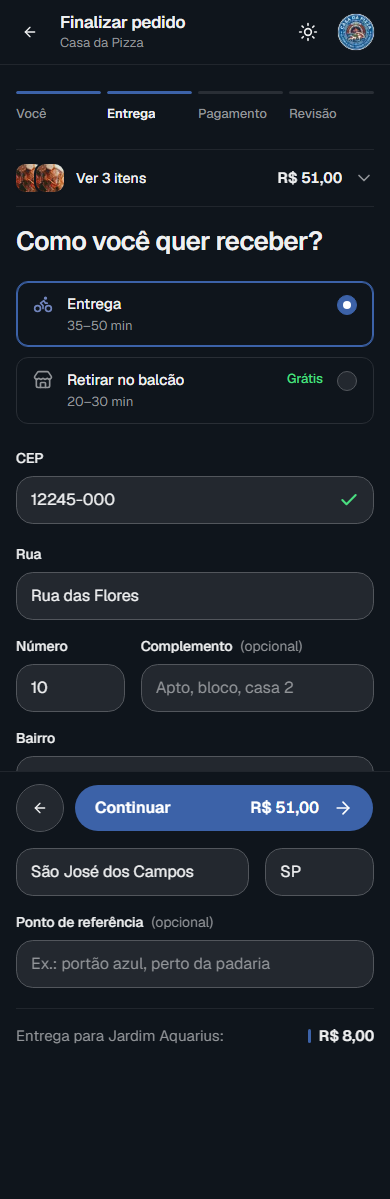 Finalizar pedido
Casa da Pizza
CASA DA PIZZA
Você Entrega Pagamento Revisão
Ver 3 itens R$ 51,00
Como você quer receber?
Entrega
35–50 min
Retirar no balcão Grátis
20–30 min
CEP
12245-000
Rua
Rua das Flores
Número Complemento (opcional)
10 Apto, bloco, casa 2
Bairro
Continuar R$ 51,00
São José dos Campos SP
Ponto de referência (opcional)
Ex.: portão azul, perto da padaria
Entrega para Jardim Aquarius: R$ 8,00